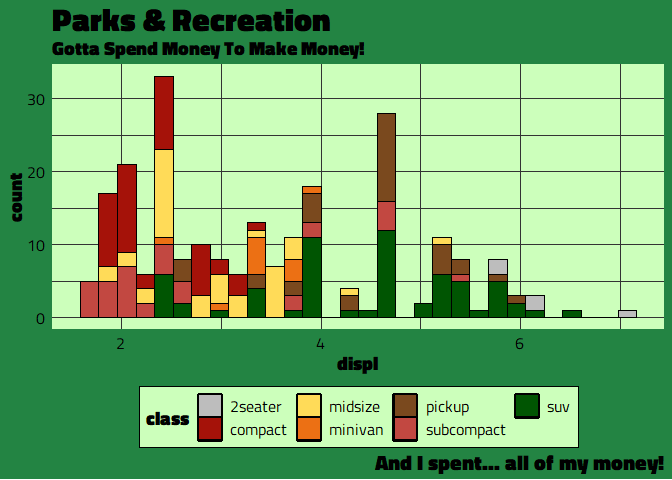 Parks & Recreation
Gotta Spend Money To Make Money!
30
20
10
0
count
2 4 6
displ
class
2seater midsize pickup suv
compact minivan subcompact
And I spent... all of my money!